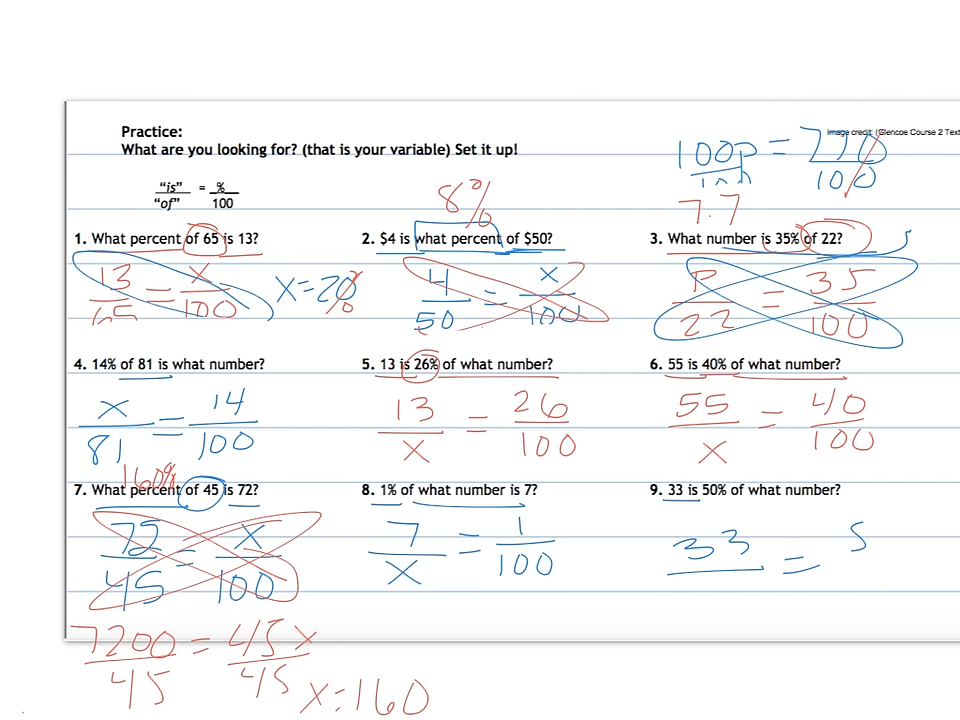 Practice:
Image credit: (Glencoe Course 2 Text
What are you looking for? (that is your variable) Set it up!
100p = 770
100 100
"is" = %
"of" 100
8%
7.7
1. What percent of 65 is 13?
2. $4 is what percent of $50?
3. What number is 35% of 22?
13 = x
65 100
x=20%
4 = x
50 100
P = 35
22 100
4. 14% of 81 is what number?
5. 13 is 26% of what number?
6. 55 is 40% of what number?
x = 14
81 100
13 = 26
x 100
55 = 40
x 100
160%
7. What percent of 45 is 72?
8. 1% of what number is 7?
9. 33 is 50% of what number?
72 = x
45 100
7 = 1
x 100
33 = 5
7200 = 45x
45 45
x=160